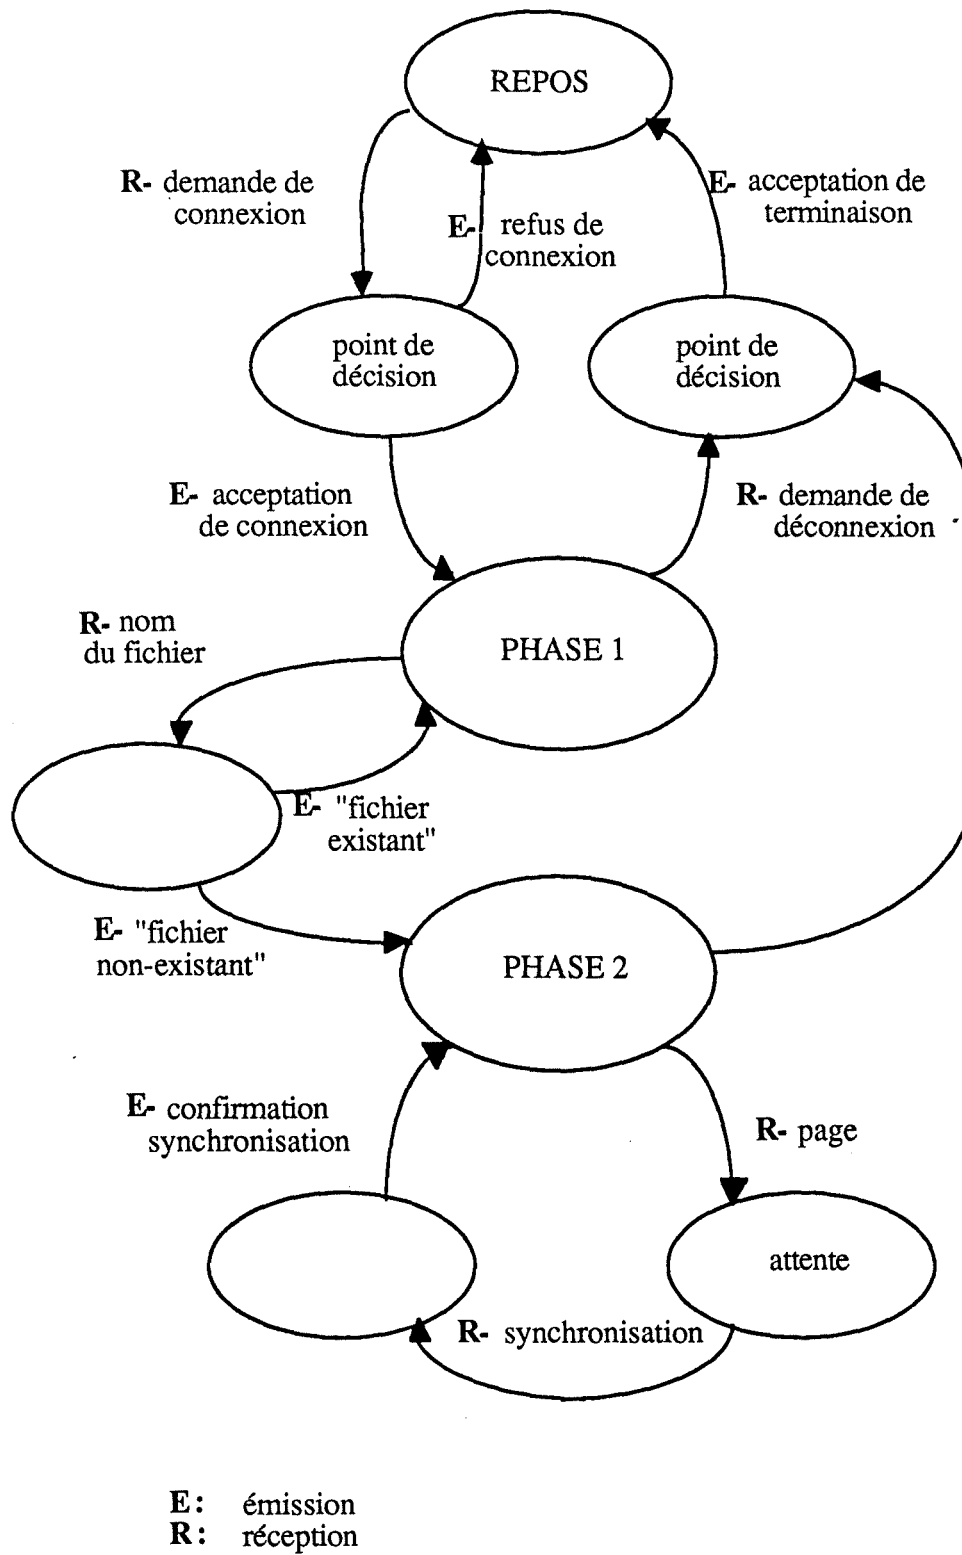 REPOS
R- demande de
connexion
E- refus de
connexion
E- acceptation de
terminaison
point de
décision
point de
décision
E- acceptation
de connexion
R- demande de
déconnexion
R- nom
du fichier
PHASE 1
E- "fichier
existant"
E- "fichier
non-existant"
PHASE 2
E- confirmation
synchronisation
R- page
attente
R- synchronisation
E: émission
R: réception